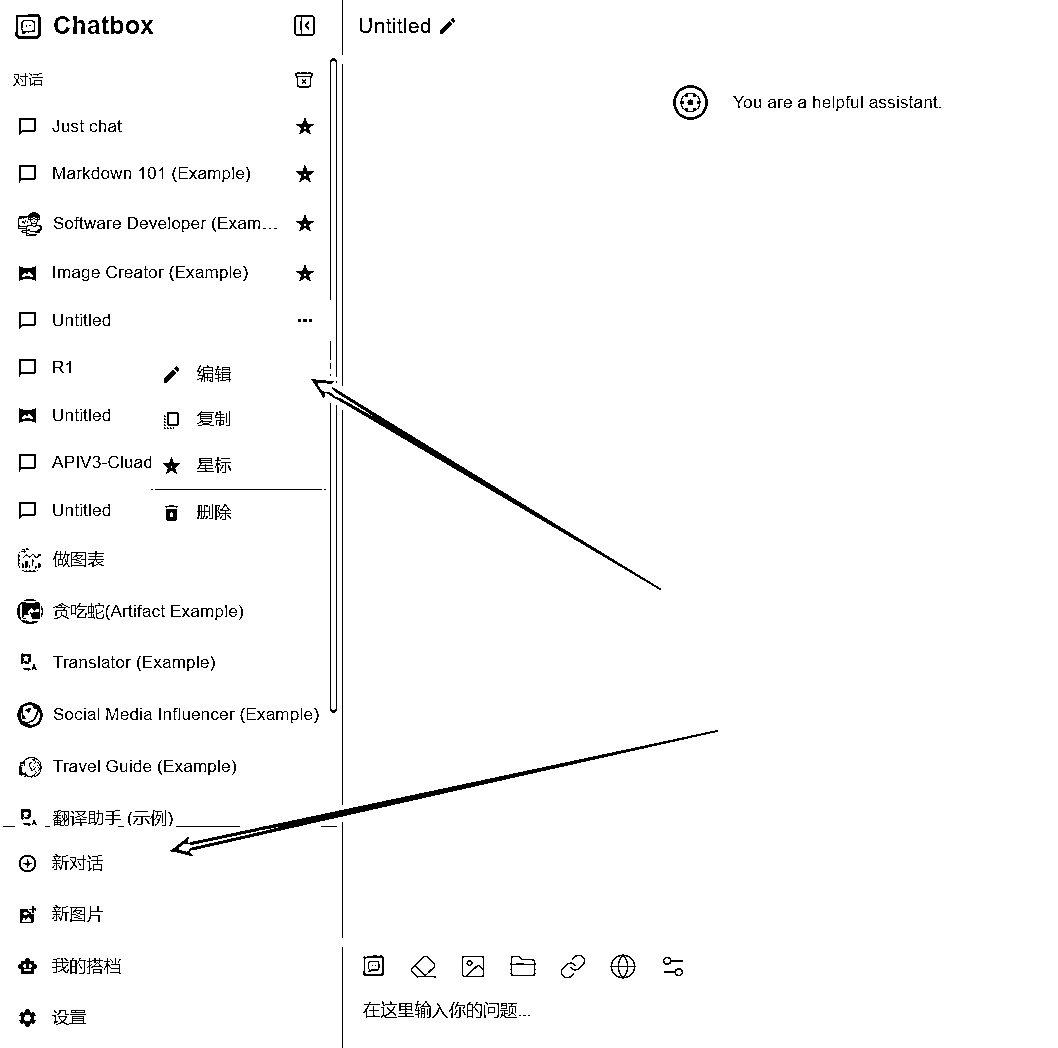 Chatbox
对话
Just chat
Markdown 101 (Example)
Software Developer (Exam...
Image Creator (Example)
Untitled
R1
Untitled
APIV3-Cluad
Untitled
做图表
贪吃蛇(Artifact Example)
Translator (Example)
Social Media Influencer (Example)
Travel Guide (Example)
翻译助手 (示例)
编辑
复制
星标
删除
新对话
新图片
我的搭档
设置
Untitled
You are a helpful assistant.
在这里输入你的问题...